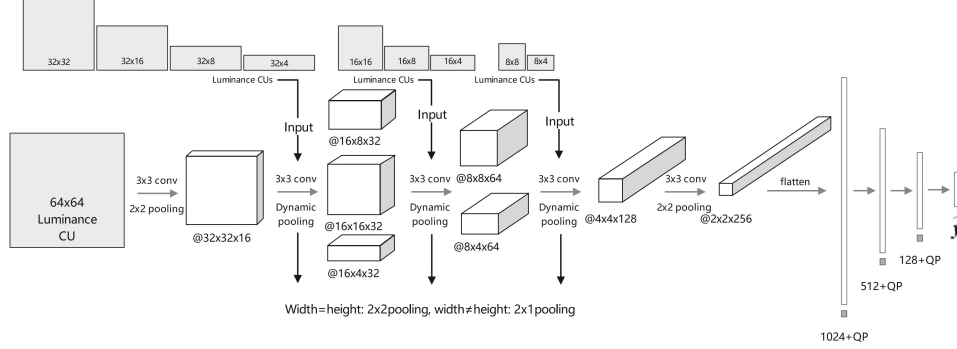 32x32 32x16 32x8 32x4
16x16 16x8 16x4
8x8 8x4
Luminance CUs
Luminance CUs
Luminance CUs
Input
Input
Input
@16x8x32
64x64
Luminance
CU
3x3 conv
2x2 pooling
@32x32x16
3x3 conv
Dynamic
pooling
@16x16x32
@16x4x32
3x3 conv
Dynamic
pooling
@8x8x64
@8x4x64
3x3 conv
Dynamic
pooling
@4x4x128
3x3 conv
2x2 pooling
@2x2x256
flatten
128+QP
512+QP
1024+QP
Width=height: 2x2pooling, width≠height: 2x1pooling